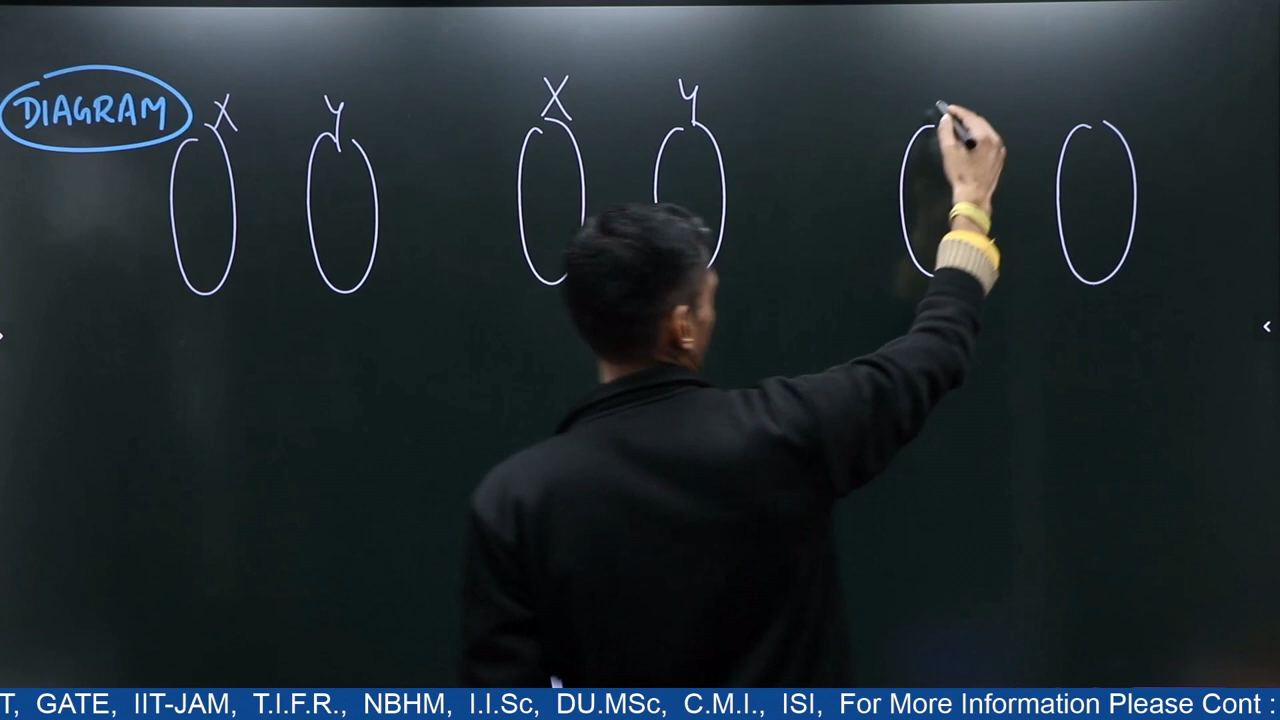 DIAGRAM X Y X Y
T, GATE, IIT-JAM, T.I.F.R., NBHM, I.I.Sc, DU.MSc, C.M.I., ISI, For More Information Please Cont :